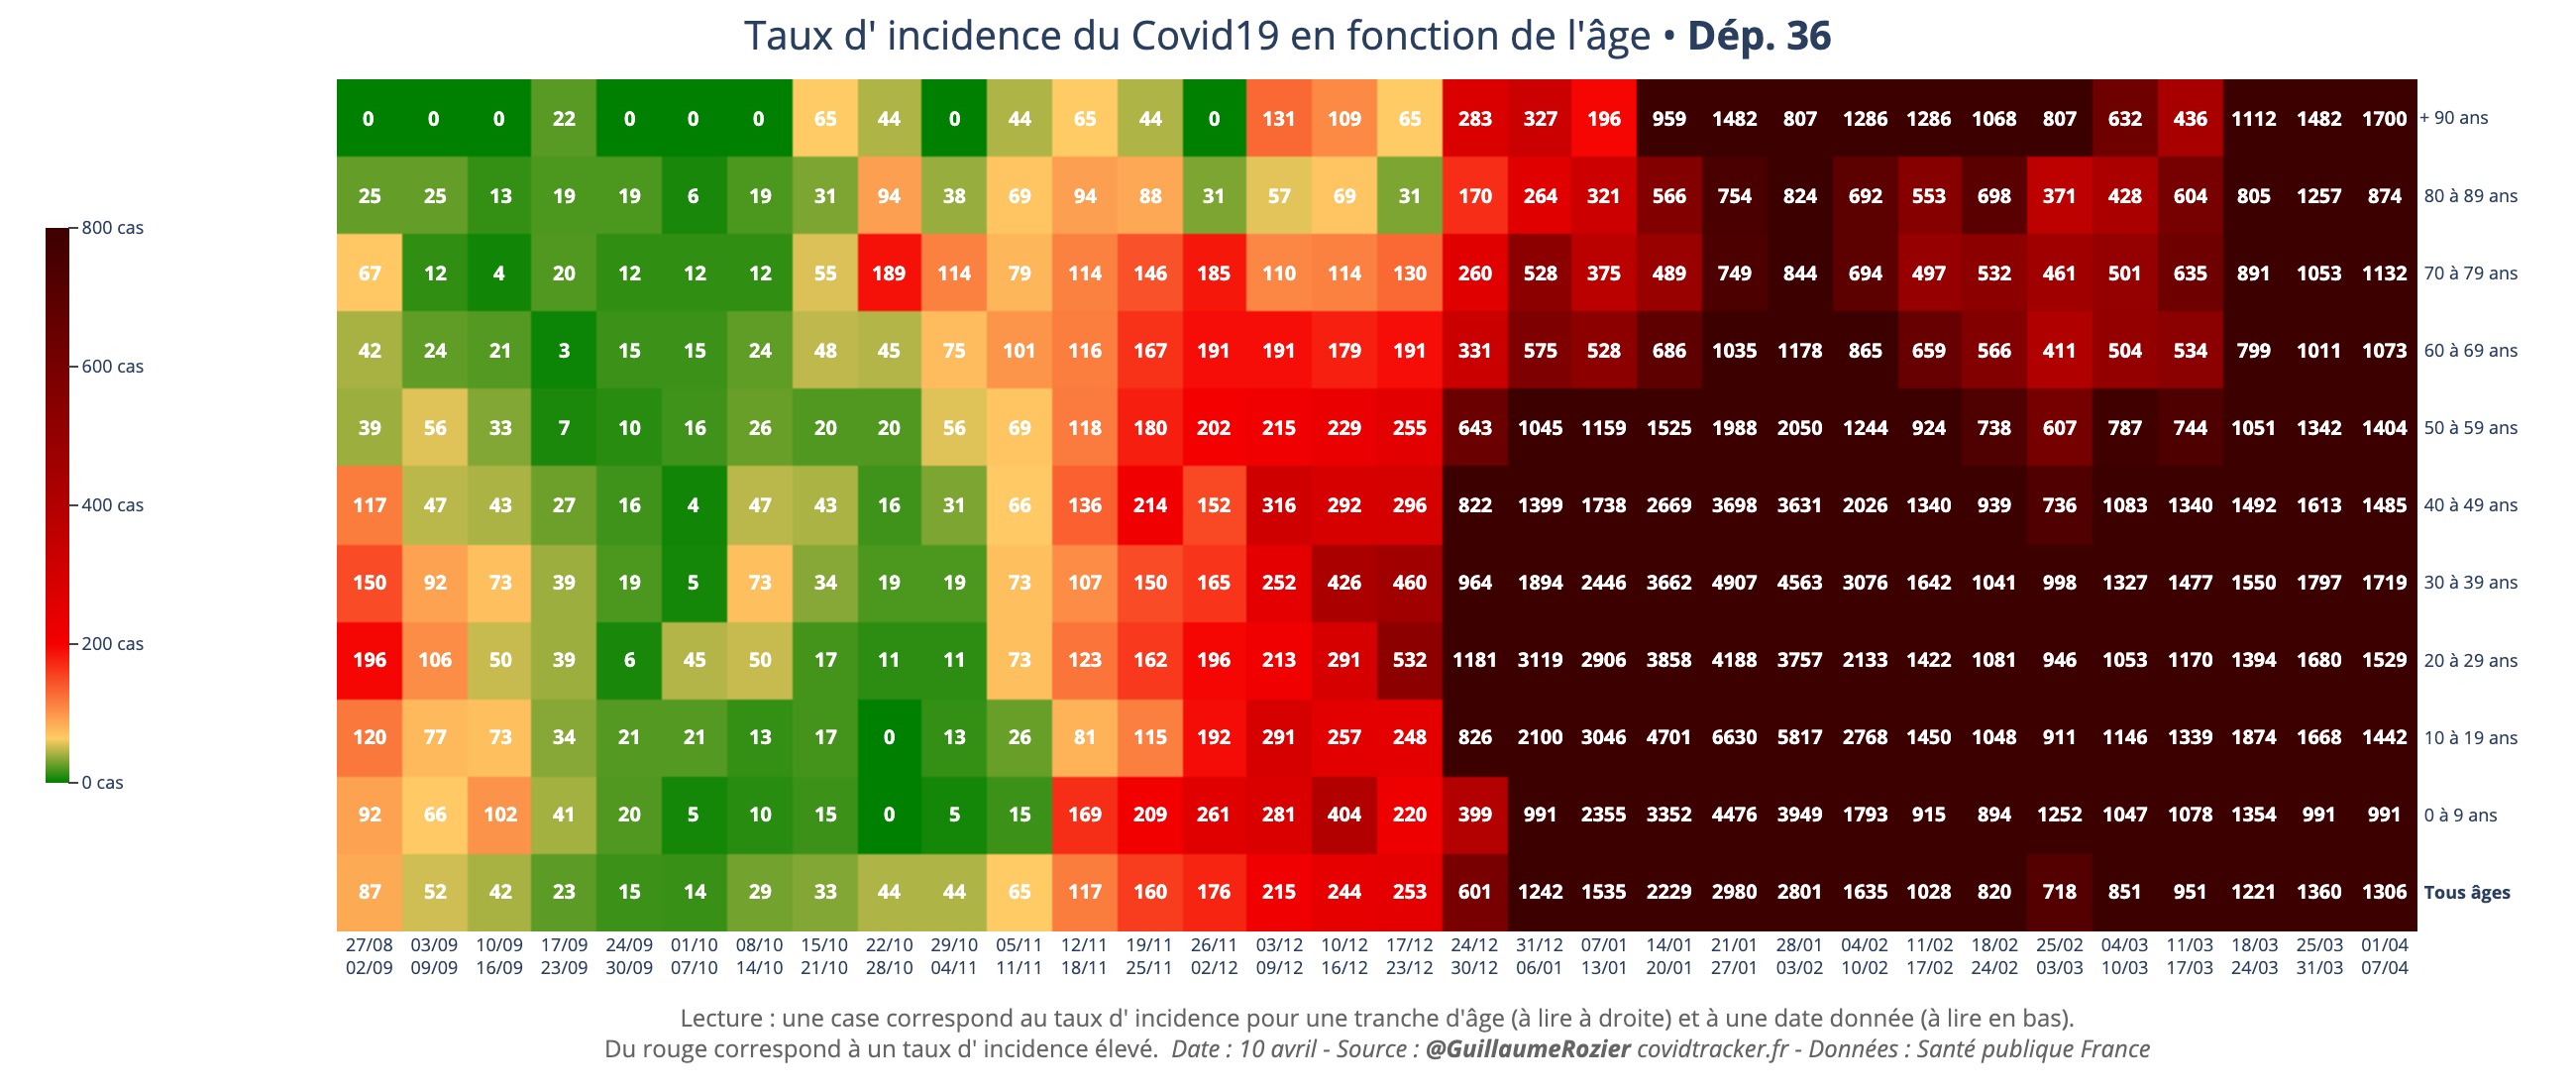 Taux d' incidence du Covid19 en fonction de l'âge • Dép. 36
0 0 0 22 0 0 0 65 44 0 44 65 44 0 131 109 65 283 327 196 959 1482 807 1286 1286 1068 807 632 436 1112 1482 1700 + 90 ans
25 25 13 19 19 6 19 31 94 38 69 94 88 31 57 69 31 170 264 321 566 754 824 692 553 698 371 428 604 805 1257 874 80 à 89 ans
800 cas
67 12 4 20 12 12 12 55 189 114 79 114 146 185 110 114 130 260 528 375 489 749 844 694 497 532 461 501 635 891 1053 1132 70 à 79 ans
42 24 21 3 15 15 24 48 45 75 101 116 167 191 191 179 191 331 575 528 686 1035 1178 865 659 566 411 504 534 799 1011 1073 60 à 69 ans
600 cas
39 56 33 7 10 16 26 20 20 56 69 118 180 202 215 229 255 643 1045 1159 1525 1988 2050 1244 924 738 607 787 744 1051 1342 1404 50 à 59 ans
400 cas
117 47 43 27 16 4 47 43 16 31 66 136 214 152 316 292 296 822 1399 1738 2669 3698 3631 2026 1340 939 736 1083 1340 1492 1613 1485 40 à 49 ans
150 92 73 39 19 5 73 34 19 19 73 107 150 165 252 426 460 964 1894 2446 3662 4907 4563 3076 1642 1041 998 1327 1477 1550 1797 1719 30 à 39 ans
200 cas
196 106 50 39 6 45 50 17 11 11 73 123 162 196 213 291 532 1181 3119 2906 3858 4188 3757 2133 1422 1081 946 1053 1170 1394 1680 1529 20 à 29 ans
120 77 73 34 21 21 13 17 0 13 26 81 115 192 291 257 248 826 2100 3046 4701 6630 5817 2768 1450 1048 911 1146 1339 1874 1668 1442 10 à 19 ans
0 cas
92 66 102 41 20 5 10 15 0 5 15 169 209 261 281 404 220 399 991 2355 3352 4476 3949 1793 915 894 1252 1047 1078 1354 991 991 0 à 9 ans
87 52 42 23 15 14 29 33 44 44 65 117 160 176 215 244 253 601 1242 1535 2229 2980 2801 1635 1028 820 718 851 951 1221 1360 1306 Tous âges
27/08 03/09 10/09 17/09 24/09 01/10 08/10 15/10 22/10 29/10 05/11 12/11 19/11 26/11 03/12 10/12 17/12 24/12 31/12 07/01 14/01 21/01 28/01 04/02 11/02 18/02 25/02 04/03 11/03 18/03 25/03 01/04
02/09 09/09 16/09 23/09 30/09 07/10 14/10 21/10 28/10 04/11 11/11 18/11 25/11 02/12 09/12 16/12 23/12 30/12 06/01 13/01 20/01 27/01 03/02 10/02 17/02 24/02 03/03 10/03 17/03 24/03 31/03 07/04
Lecture : une case correspond au taux d' incidence pour une tranche d'âge (à lire à droite) et à une date donnée (à lire en bas).
Du rouge correspond à un taux d' incidence élevé. Date : 10 avril - Source : @GuillaumeRozier covidtracker.fr - Données : Santé publique France